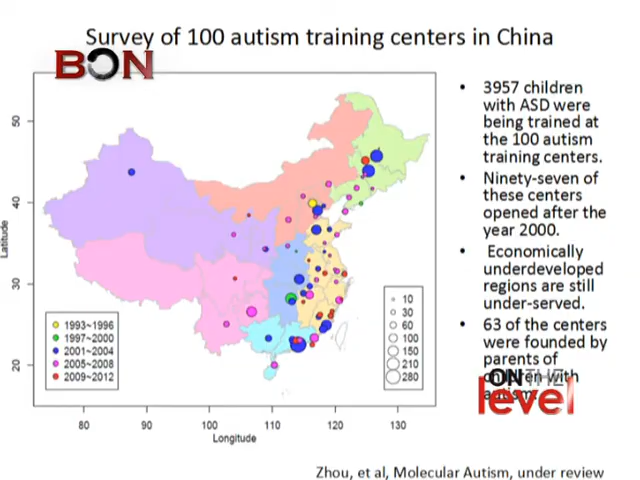 Survey of 100 autism training centers in China
BON
50
40
30
20
Latitude
80
90
100
110
120
130
Longitude
1993~1996
1997~2000
2001~2004
2005~2008
2009~2012
10
30
60
100
150
210
280
• 3957 children
with ASD were
being trained at
the 100 autism
training centers.
• Ninety-seven of
these centers
opened after the
year 2000.
• Economically
underdeveloped
regions are still
under-served.
• 63 of the centers
were founded by
parents of
children with
autism.
ON THE
level
Zhou, et al, Molecular Autism, under review